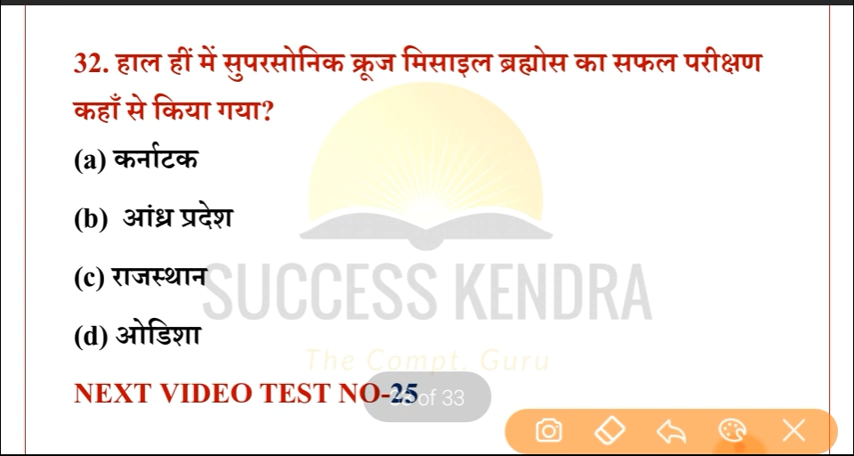 32. हाल हीं में सुपरसोनिक क्रूज मिसाइल ब्रह्मोस का सफल परीक्षण
कहाँ से किया गया?
(a) कर्नाटक
(b) आंध्र प्रदेश
(c) राजस्थान
SUCCESS KENDRA
(d) ओडिशा
The Compt. Guru
NEXT VIDEO TEST NO-25
of 33